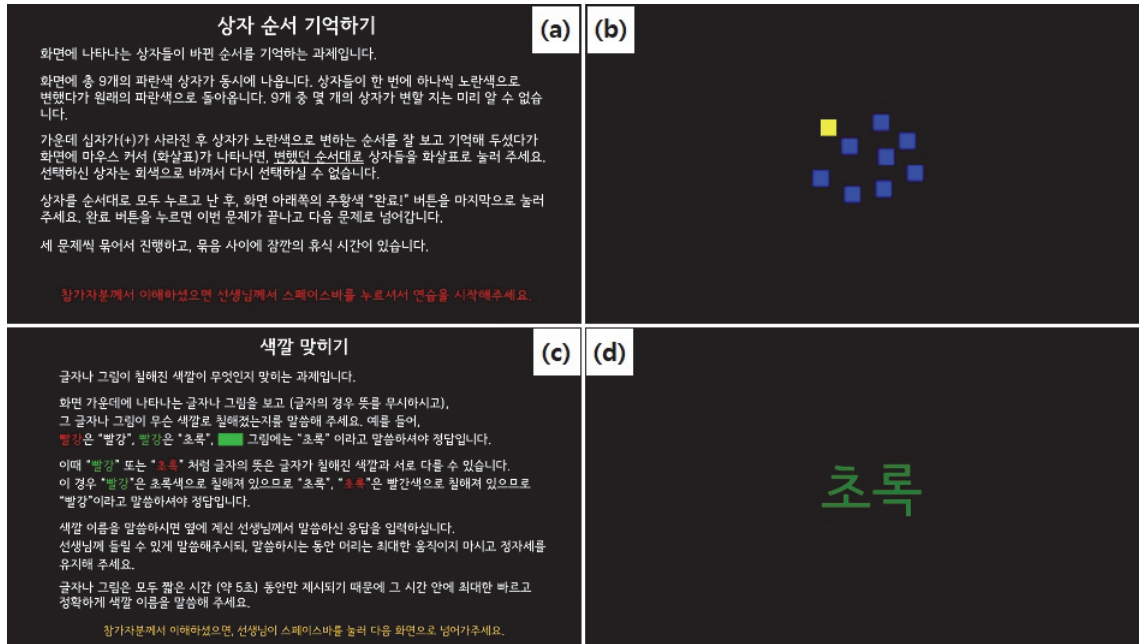 상자 순서 기억하기
(a)
화면에 나타나는 상자들이 바뀐 순서를 기억하는 과제입니다.
화면에 총 9개의 파란색 상자가 동시에 나옵니다. 상자들이 한 번에 하나씩 노란색으로
변했다가 원래의 파란색으로 돌아옵니다. 9개 중 몇 개의 상자가 변할 지는 미리 알 수 없습
니다.
가운데 십자가(+)가 사라진 후 상자가 노란색으로 변하는 순서를 잘 보고 기억해 두셨다가
화면에 마우스 커서 (화살표)가 나타나면, 변했던 순서대로 상자들을 화살표로 눌러 주세요.
선택하신 상자는 회색으로 바껴서 다시 선택하실 수 없습니다.
상자를 순서대로 모두 누르고 난 후, 화면 아래쪽의 주황색 "완료!" 버튼을 마지막으로 눌러
주세요. 완료 버튼을 누르면 이번 문제가 끝나고 다음 문제로 넘어갑니다.
세 문제씩 묶어서 진행하고, 묶음 사이에 잠깐의 휴식 시간이 있습니다.
참가자분께서 이해하셨으면 선생님께서 스페이스바를 누르셔서 연습을 시작해주세요.
(b)
색깔 맞히기
(c)
글자나 그림이 칠해진 색깔이 무엇인지 맞히는 과제입니다.
화면 가운데에 나타나는 글자나 그림을 보고 (글자의 경우 뜻를 무시하시고),
그 글자나 그림이 무슨 색깔로 칠해졌는지를 말씀해 주세요. 예를 들어,
빨강은 "빨강", 빨강은 "초록", 그림에는 "초록" 이라고 말씀하셔야 정답입니다.
이때 "빨강" 또는 "초록" 처럼 글자의 뜻은 글자가 칠해진 색깔과 서로 다를 수 있습니다.
이 경우 "빨강"은 초록색으로 칠해져 있으므로 "초록", "초록"은 빨간색으로 칠해져 있으므로
"빨강"이라고 말씀하셔야 정답입니다.
색깔 이름을 말씀하시면 옆에 계신 선생님께서 말씀하신 응답을 입력하십니다.
선생님께 들릴 수 있게 말씀해주시되, 말씀하시는 동안 머리는 최대한 움직이지 마시고 정자세를
유지해 주세요.
글자나 그림은 모두 짧은 시간 (약 5초) 동안만 제시되기 때문에 그 시간 안에 최대한 빠르고
정확하게 색깔 이름을 말씀해 주세요.
참가자분께서 이해하셨으면, 선생님이 스페이스바를 눌러 다음 화면으로 넘어가주세요.
(d)
초록